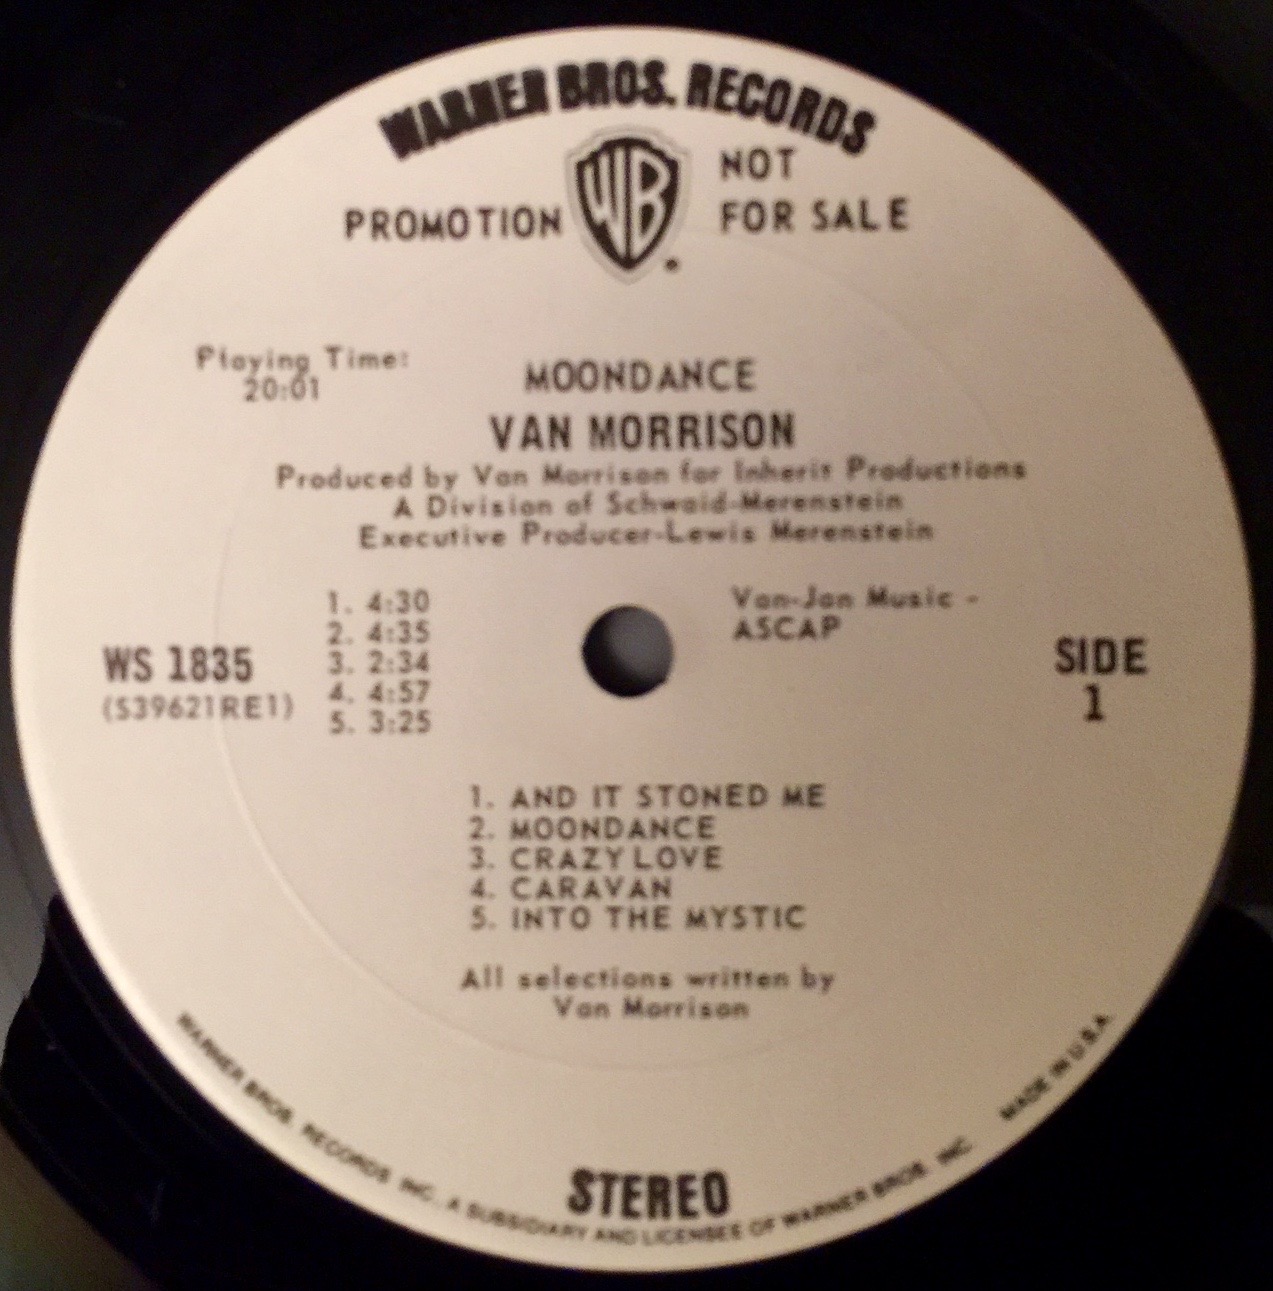 WARNER BROS. RECORDS
WB
NOT
PROMOTION FOR SALE
Playing Time:
20:01
MOONDANCE
VAN MORRISON
Produced by Van Morrison for Inherit Productions
A Division of Schwaid-Merenstein
Executive Producer-Lewis Merenstein
1. 4:30
2. 4:35
3. 2:34
4. 4:57
5. 3:25
Van-Jan Music -
ASCAP
WS 1835
(S39621RE1)
SIDE
1
1. AND IT STONED ME
2. MOONDANCE
3. CRAZY LOVE
4. CARAVAN
5. INTO THE MYSTIC
All selections written by
Van Morrison
STEREO
WARNER BROS. RECORDS INC., A SUBSIDIARY AND LICENSEE OF WARNER BROS. INC. MADE IN U.S.A.